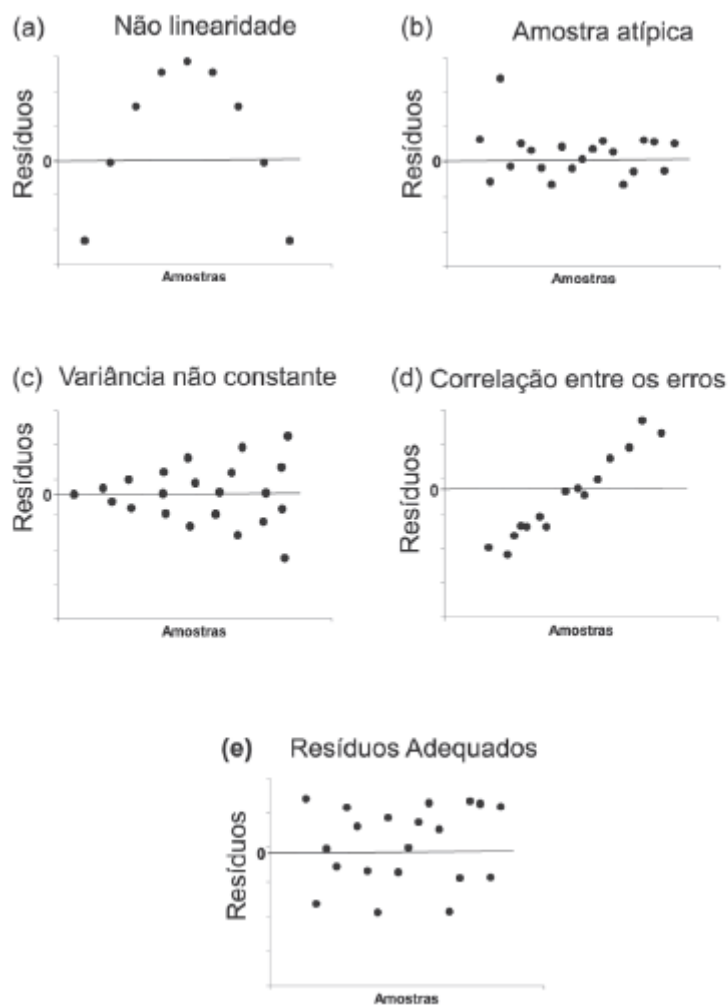 (a) Não linearidade
Resíduos
0
Amostras
(b) Amostra atípica
Resíduos
0
Amostras
(c) Variância não constante
Resíduos
0
Amostras
(d) Correlação entre os erros
Resíduos
0
Amostras
(e) Resíduos Adequados
Resíduos
0
Amostras